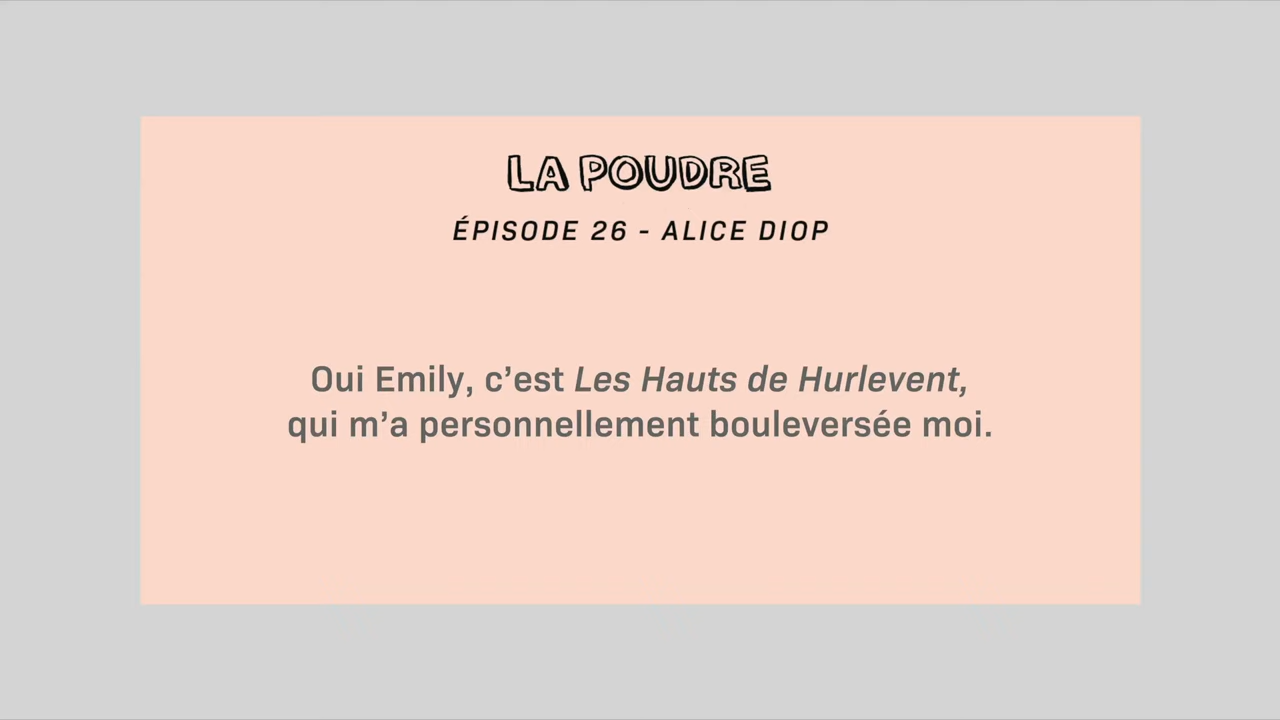 LA POUDRE
ÉPISODE 26 - ALICE DIOP
Oui Emily, c’est Les Hauts de Hurlevent,
qui m’a personnellement bouleversée moi.